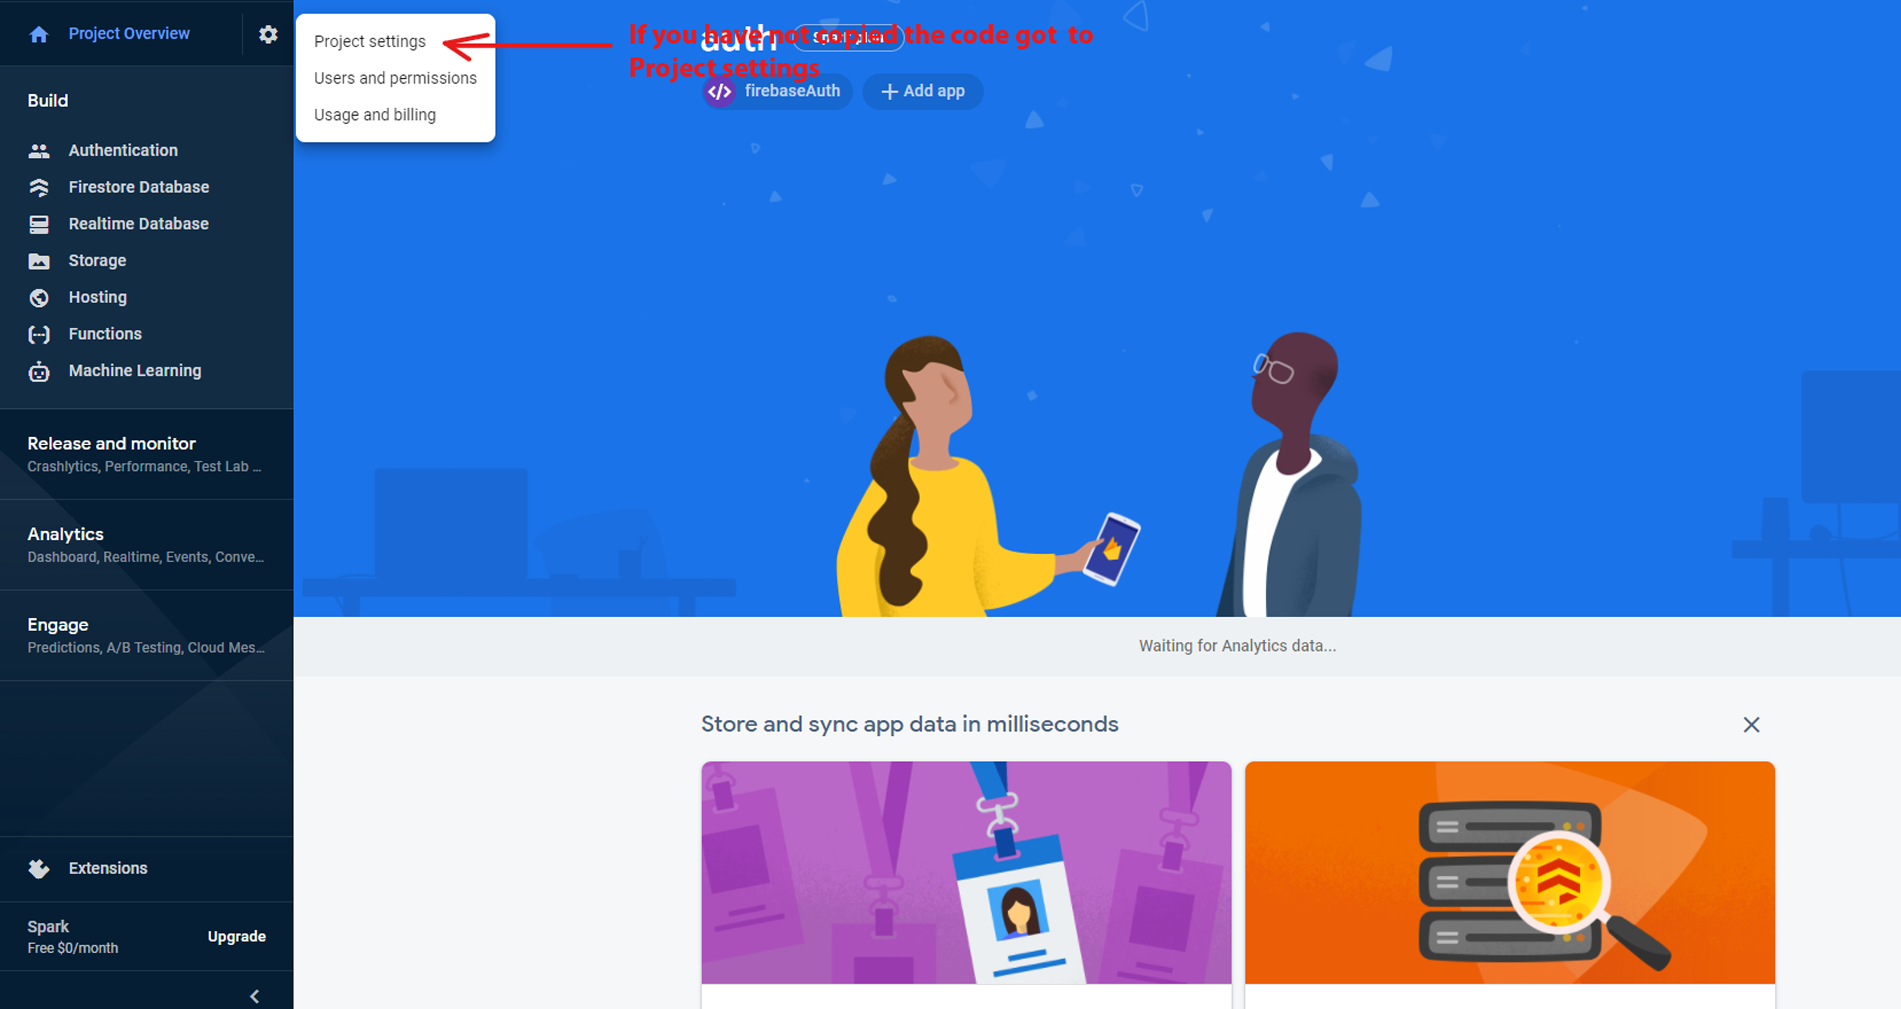 Project Overview
Project settings
Users and permissions
Usage and billing
If you have not copied the code got to
Project settings
auth
Spark plan
firebaseAuth
Add app
Build
Authentication
Firestore Database
Realtime Database
Storage
Hosting
Functions
Machine Learning
Release and monitor
Crashlytics, Performance, Test Lab ...
Analytics
Dashboard, Realtime, Events, Conve...
Engage
Predictions, A/B Testing, Cloud Mes...
Extensions
Spark
Free $0/month
Upgrade
Waiting for Analytics data...
Store and sync app data in milliseconds